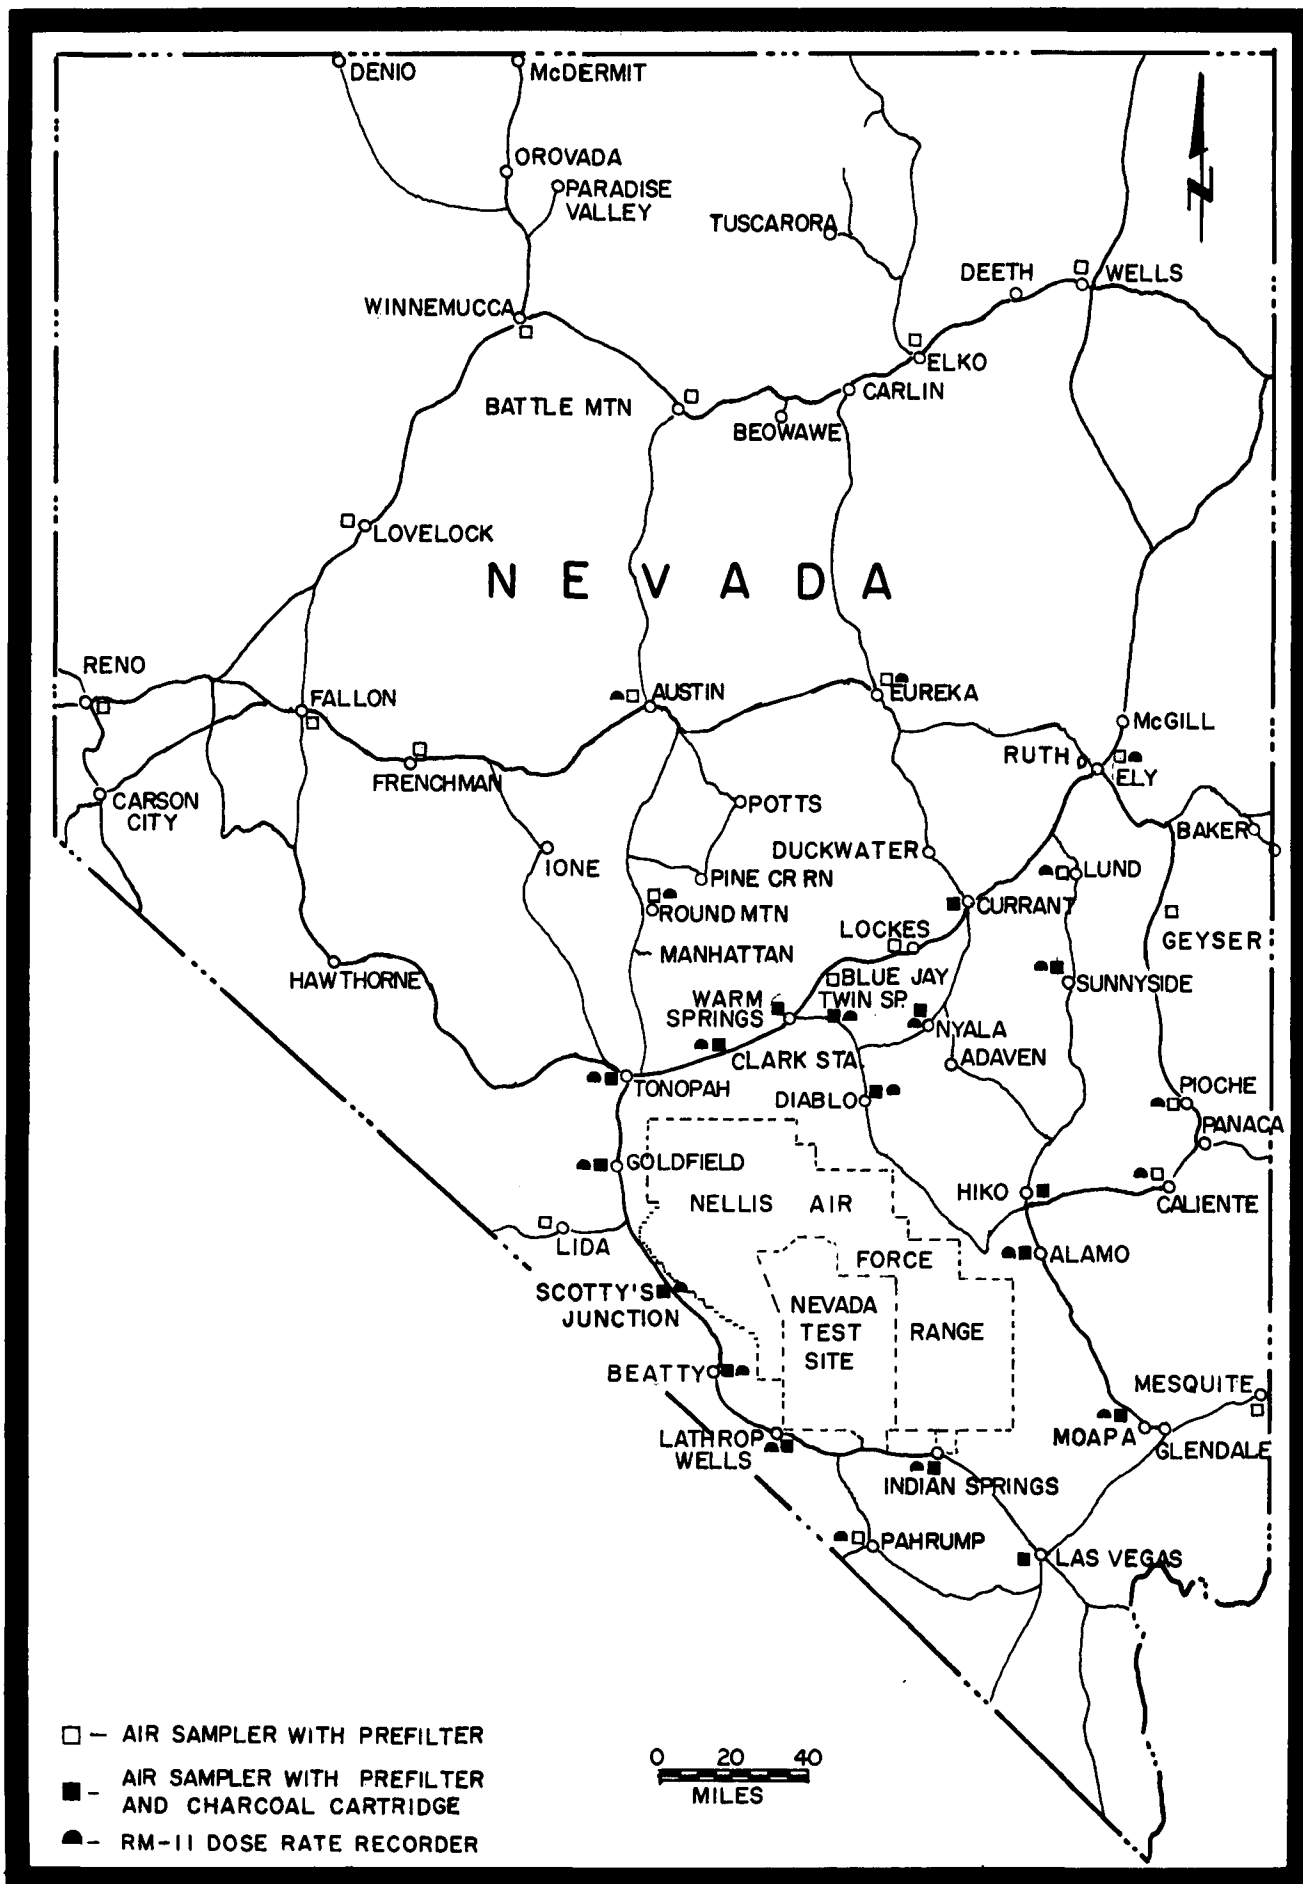 DENIO
McDERMIT
OROVADA
PARADISE
VALLEY
TUSCARORA
DEETH
WELLS
WINNEMUCCA
ELKO
CARLIN
BATTLE MTN
BEOWAWE
LOVELOCK
NEVADA
RENO
FALLON
AUSTIN
EUREKA
McGILL
RUTH
ELY
FRENCHMAN
CARSON
CITY
POTTS
BAKER
DUCKWATER
IONE
PINE CR RN
LUND
ROUND MTN
CURRANT
LOCKES
GEYSER
MANHATTAN
HAWTHORNE
BLUE JAY
SUNNYSIDE
WARM
SPRINGS
TWIN SP.
NYALA
CLARK STA.
ADAVEN
TONOPAH
DIABLO
PIOCHE
PANACA
GOLDFIELD
NELLIS AIR
HIKO
CALIENTE
LIDA
FORCE
ALAMO
SCOTTY'S
JUNCTION
NEVADA
TEST
SITE
RANGE
BEATTY
MESQUITE
LATHROP
WELLS
MOAPA
GLENDALE
INDIAN SPRINGS
PAHRUMP
LAS VEGAS
N
□ – AIR SAMPLER WITH PREFILTER
■ – AIR SAMPLER WITH PREFILTER
AND CHARCOAL CARTRIDGE
– RM-11 DOSE RATE RECORDER
0 20 40
MILES